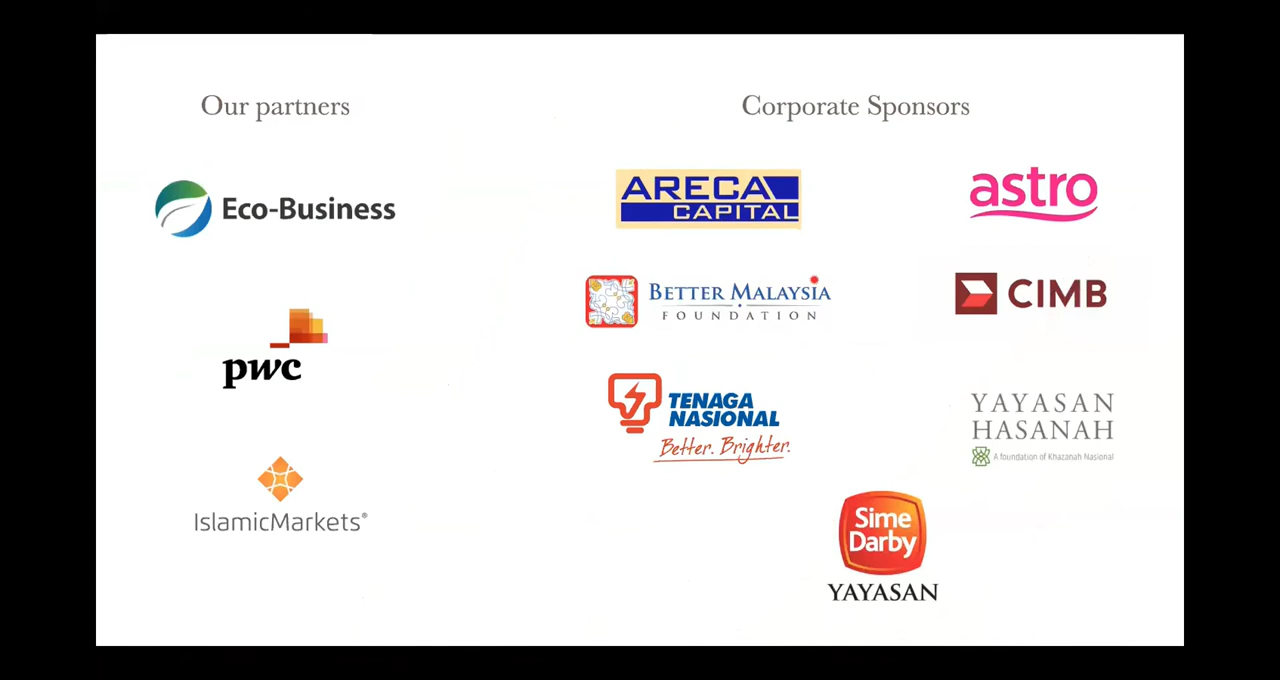 Our partners
Eco-Business
pwc
IslamicMarkets®
Corporate Sponsors
ARECA
CAPITAL
astro
BETTER MALAYSIA
FOUNDATION
CIMB
TENAGA
NASIONAL
Better. Brighter.
YAYASAN
HASANAH
A foundation of Khazanah Nasional
Sime
Darby
YAYASAN